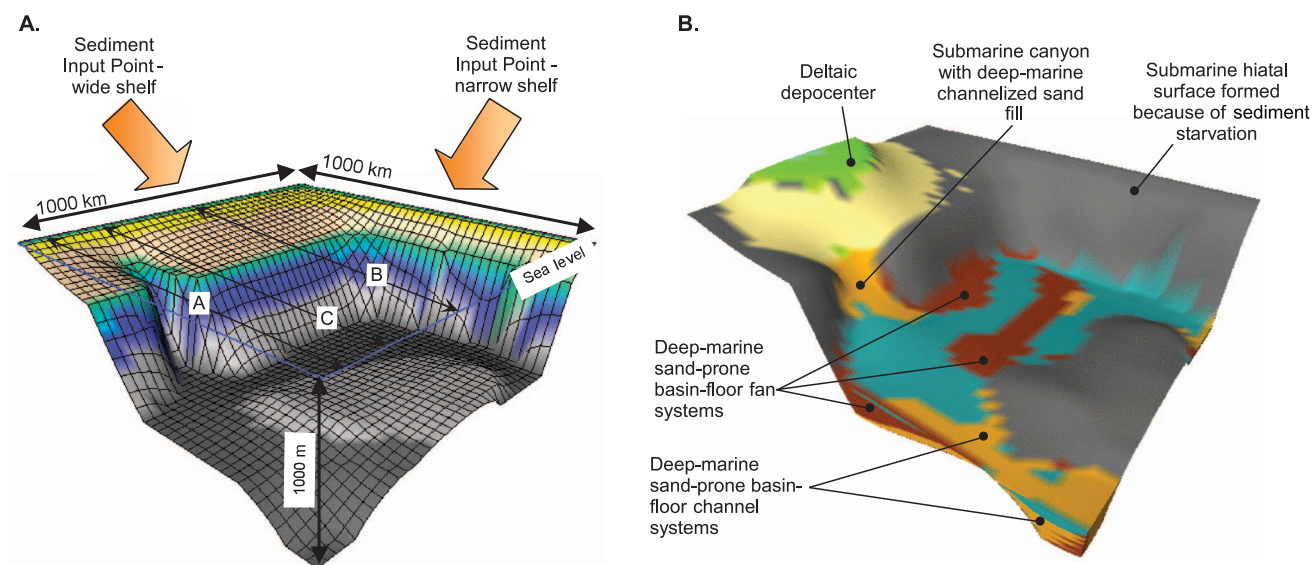 A.
Sediment
Input Point -
wide shelf
Sediment
Input Point -
narrow shelf
1000 km
1000 km
Sea level
A
B
C
1000 m
B.
Deltaic
depocenter
Submarine canyon
with deep-marine
channelized sand
fill
Submarine hiatal
surface formed
because of sediment
starvation
Deep-marine
sand-prone
basin-floor fan
systems
Deep-marine
sand-prone basin-
floor channel
systems